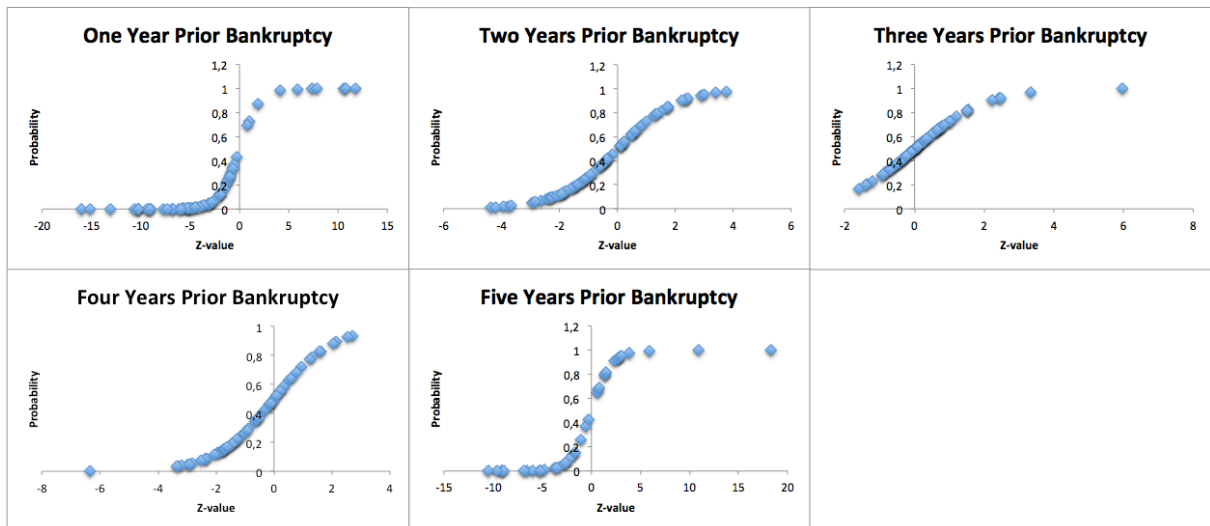 One Year Prior Bankruptcy
1,2
1
0,8
0,6
0,4
0,2
0
-20 -15 -10 -5 0 5 10 15
Probability
Z-value
Two Years Prior Bankruptcy
1,2
1
0,8
0,6
0,4
0,2
0
-6 -4 -2 0 2 4 6
Probability
Z-value
Three Years Prior Bankruptcy
1,2
1
0,8
0,6
0,4
0,2
0
-2 0 2 4 6 8
Probability
Z-value
Four Years Prior Bankruptcy
1
0,8
0,6
0,4
0,2
0
-8 -6 -4 -2 0 2 4
Probability
Z-value
Five Years Prior Bankruptcy
1,2
1
0,8
0,6
0,4
0,2
0
-15 -10 -5 0 5 10 15 20
Probability
Z-value